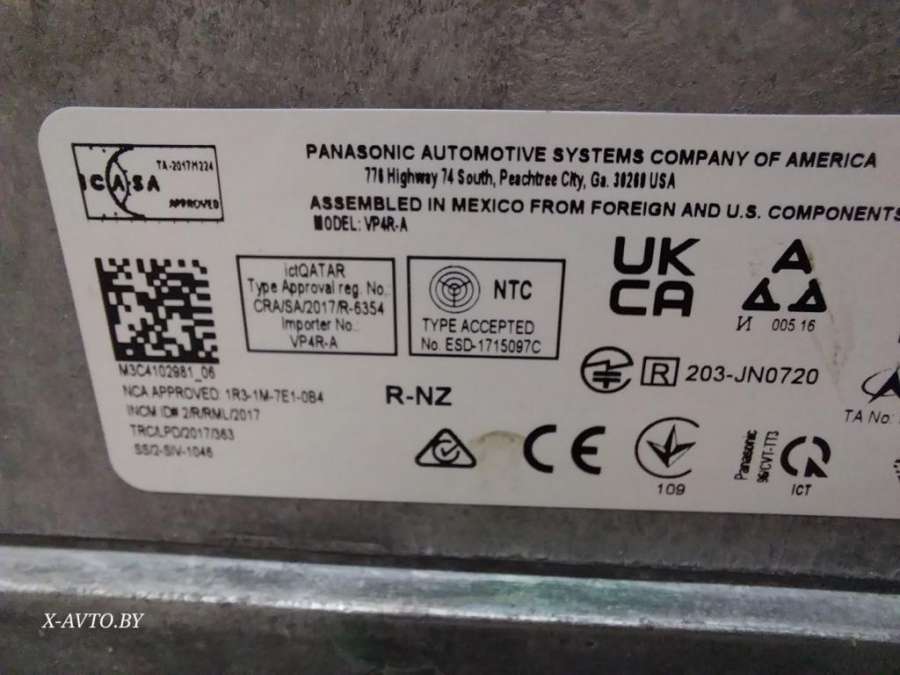 TA-2017/1224
ICASA
APPROVED
PANASONIC AUTOMOTIVE SYSTEMS COMPANY OF AMERICA
776 Highway 74 South, Peachtree City, Ga. 30269 USA
ASSEMBLED IN MEXICO FROM FOREIGN AND U.S. COMPONENTS
MODEL: VP4R-A
ictQATAR
Type Approval reg. No.:
CRA/SA/2017/R-6354
Importer No.:
VP4R-A
NTC
TYPE ACCEPTED
No. ESD-1715097C
UK
CA
И 005 16
M3C4102981_06
NCA APPROVED: 1R3-1M-7E1-0B4
INCM ID# 2/R/RML/2017
TRC/LPD/2017/363
SS/2-SIV-1046
R-NZ
R 203-JN0720
CE
109
Panasonic
96/CVT-TT3
ICT
TA No:
X-AVTO.BY